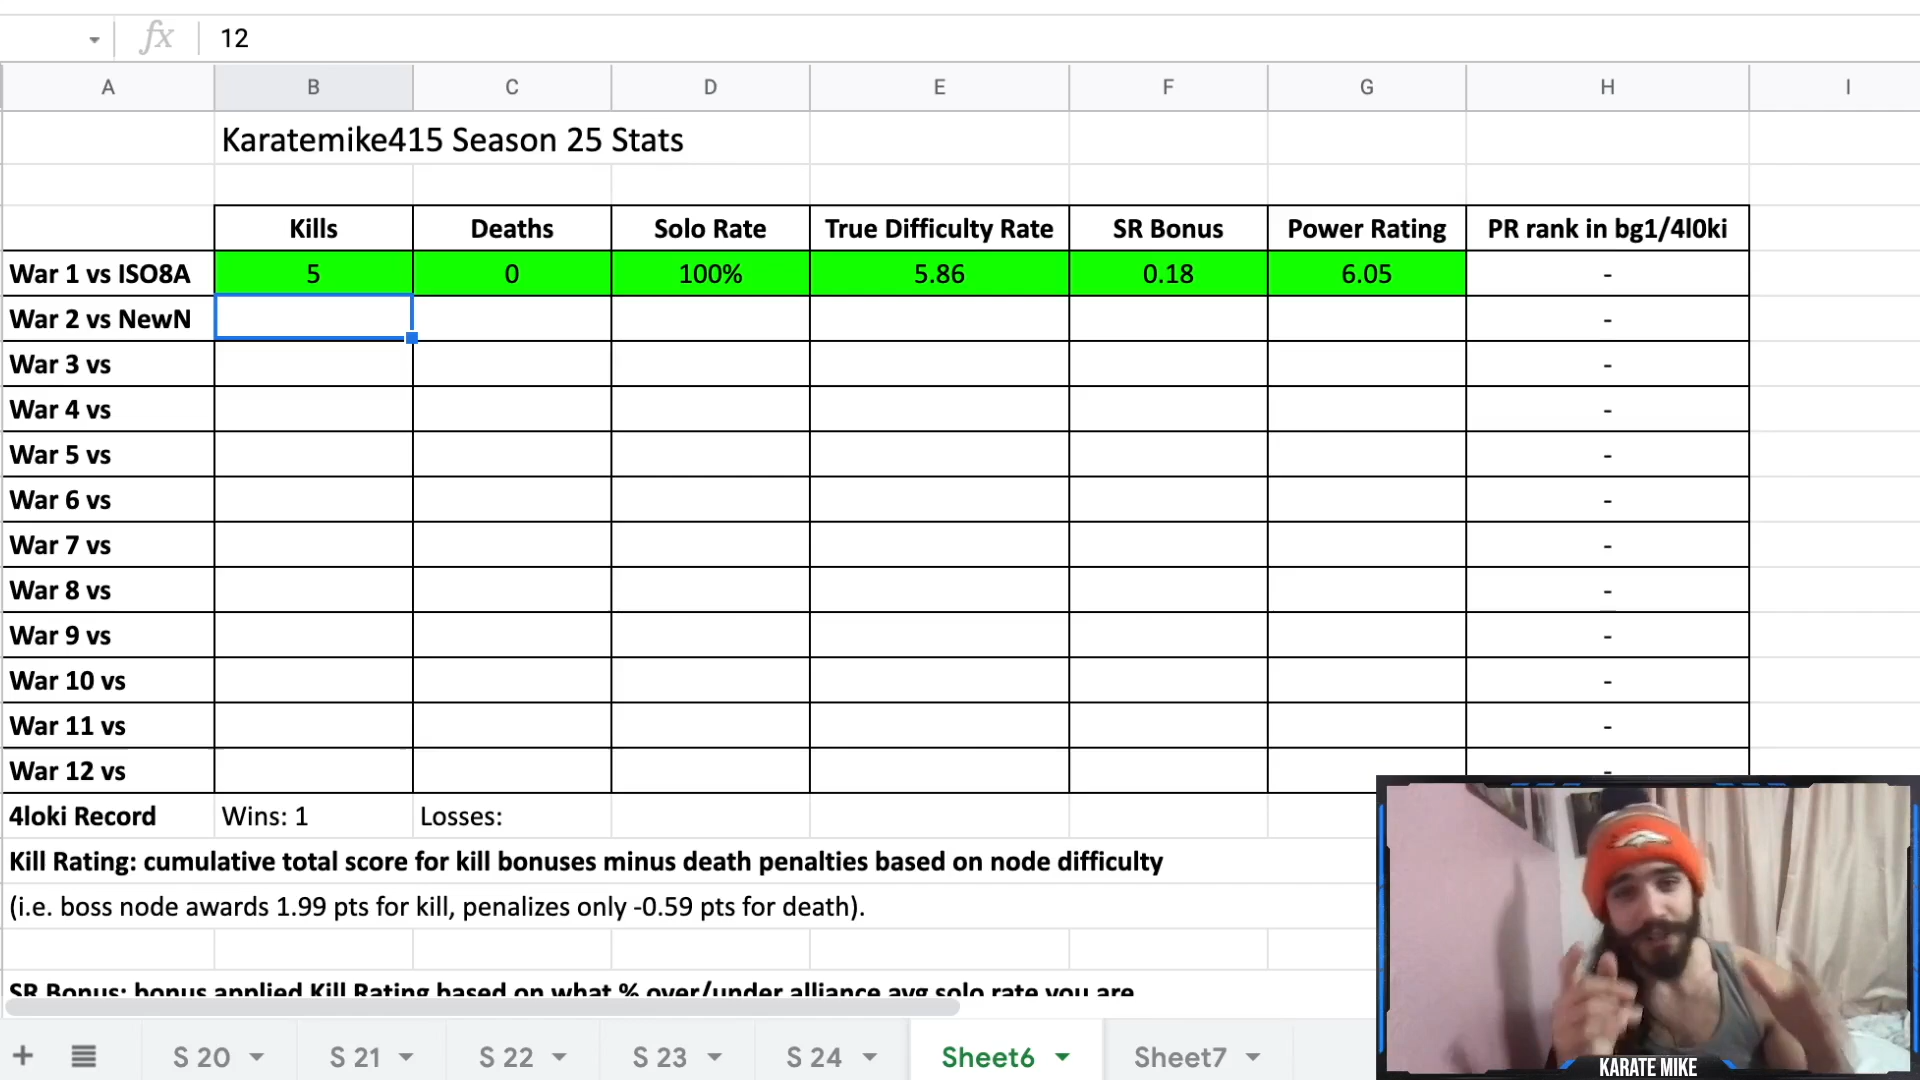 fx 12
A B C D E F G H I
Karatemike415 Season 25 Stats
Kills Deaths Solo Rate True Difficulty Rate SR Bonus Power Rating PR rank in bg1/4l0ki
War 1 vs ISO8A 5 0 100% 5.86 0.18 6.05 -
War 2 vs NewN -
War 3 vs -
War 4 vs -
War 5 vs -
War 6 vs -
War 7 vs -
War 8 vs -
War 9 vs -
War 10 vs -
War 11 vs -
War 12 vs -
4loki Record Wins: 1 Losses:
Kill Rating: cumulative total score for kill bonuses minus death penalties based on node difficulty
(i.e. boss node awards 1.99 pts for kill, penalizes only -0.59 pts for death).
SR Bonus: bonus applied Kill Rating based on what % over/under alliance avg solo rate you are
S 20 S 21 S 22 S 23 S 24 Sheet6 Sheet7
KARATE MIKE